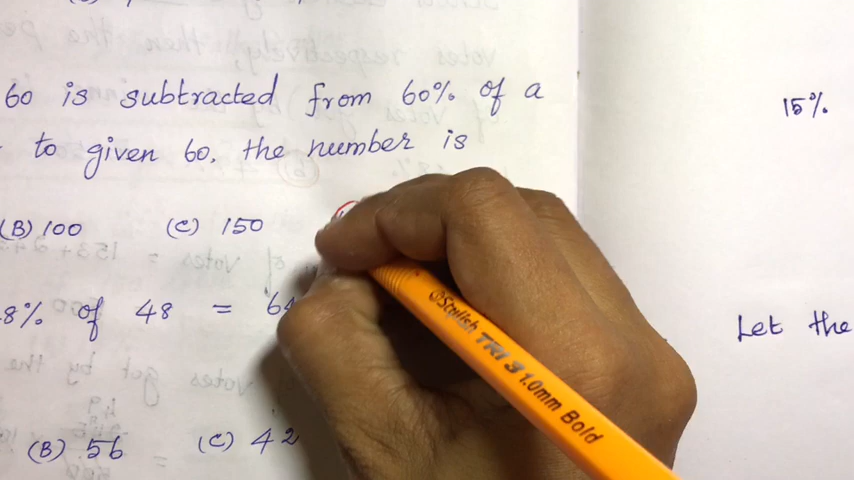 60 is subtracted from 60% of a
to given 60. the number is
(B) 100 (C) 150
8% of 48 = 64
(B) 56 (C) 42
15%
Let the
Stylish TRI 3 1.0mm Bold